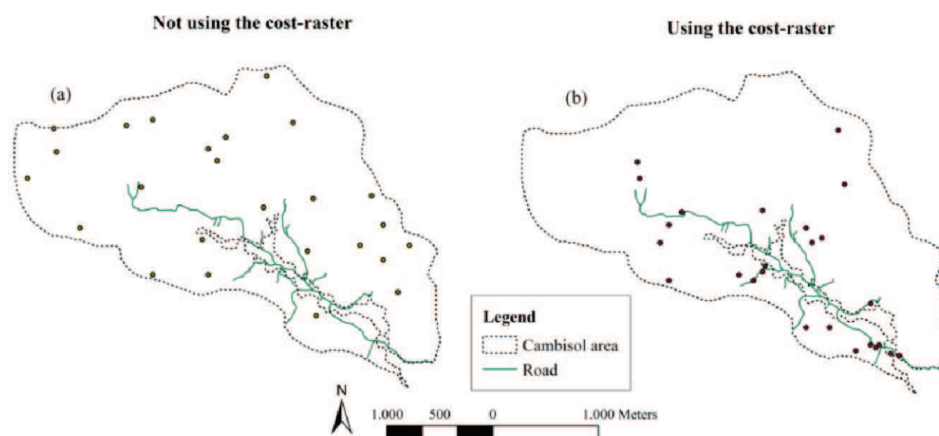 Not using the cost-raster
Using the cost-raster
(a)
(b)
Legend
Cambisol area
Road
N
1.000 500 0 1.000 Meters